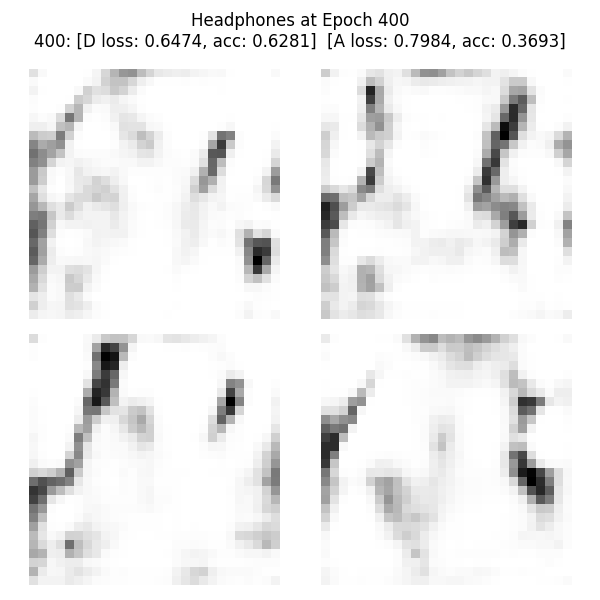 Headphones at Epoch 400
400: [D loss: 0.6474, acc: 0.6281]  [A loss: 0.7984, acc: 0.3693]